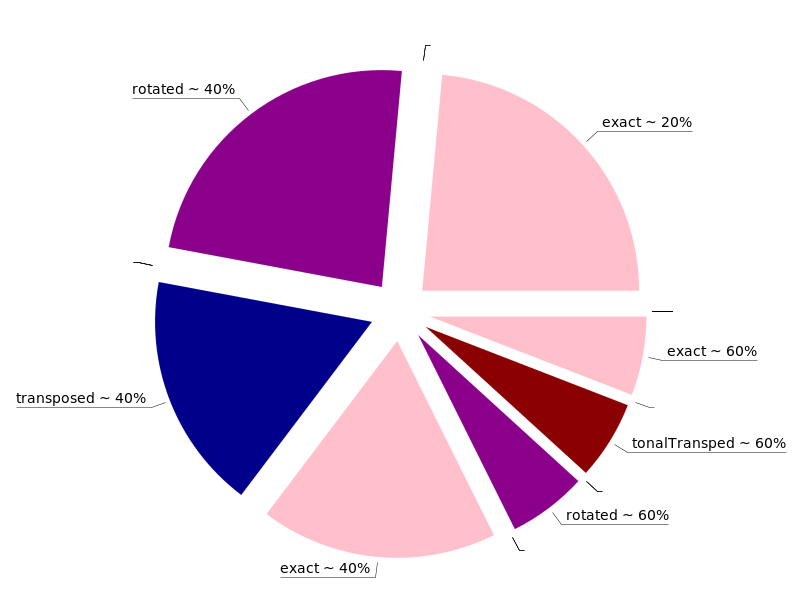 rotated ~ 40%
exact ~ 20%
exact ~ 60%
transposed ~ 40%
tonalTransped ~ 60%
rotated ~ 60%
exact ~ 40%